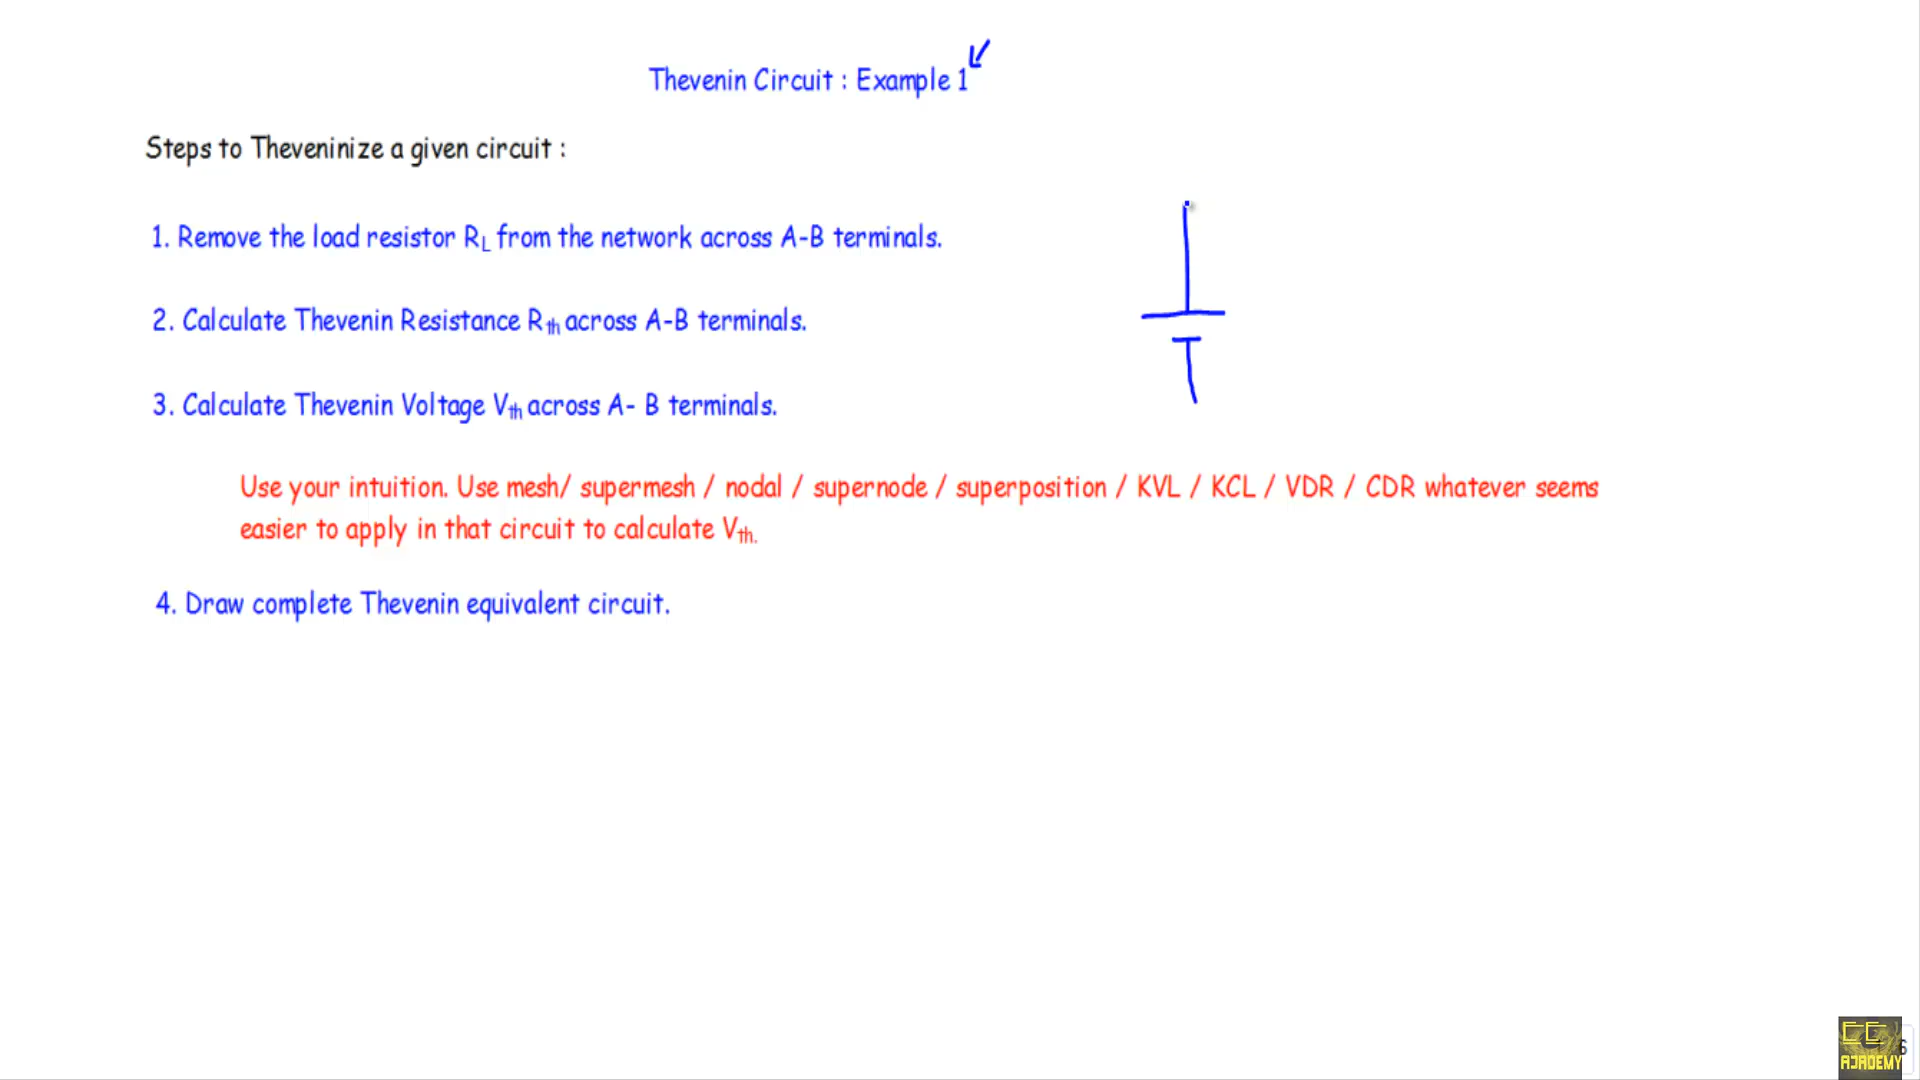 Thevenin Circuit : Example 1
Steps to Theveninize a given circuit :
1. Remove the load resistor RL from the network across A-B terminals.
2. Calculate Thevenin Resistance Rth across A-B terminals.
3. Calculate Thevenin Voltage Vth across A- B terminals.
Use your intuition. Use mesh/ supermesh / nodal / supernode / superposition / KVL / KCL / VDR / CDR whatever seems
easier to apply in that circuit to calculate Vth.
4. Draw complete Thevenin equivalent circuit.
EE
ACADEMY
6